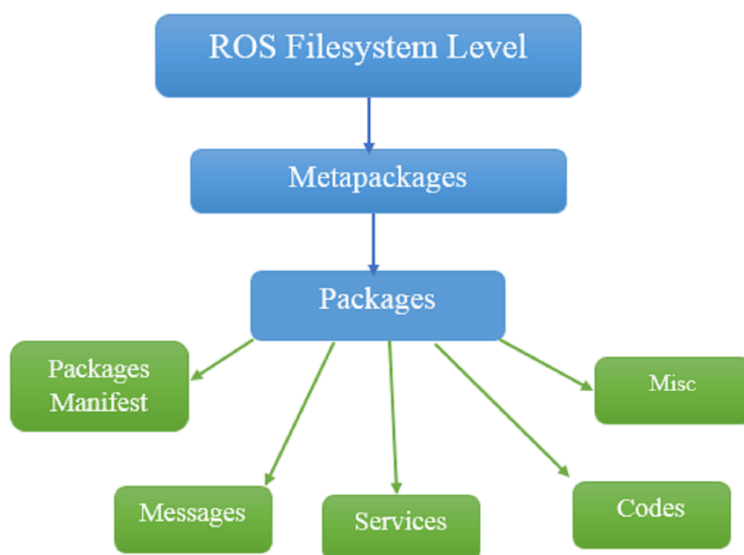 ROS Filesystem Level
Metapackages
Packages
Packages
Manifest
Misc
Messages
Services
Codes